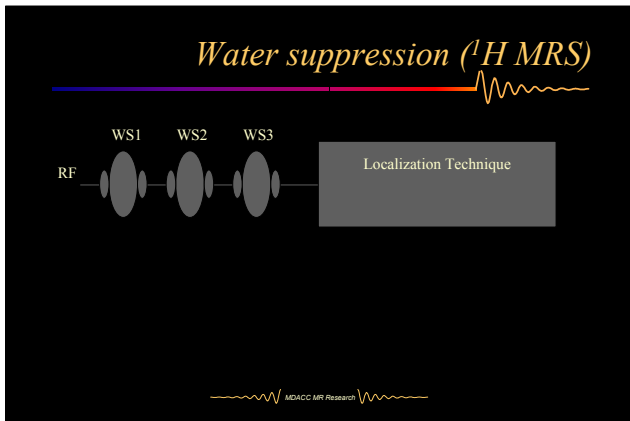 Water suppression (¹H MRS)
WS1 WS2 WS3
RF
Localization Technique
MDACC MR Research